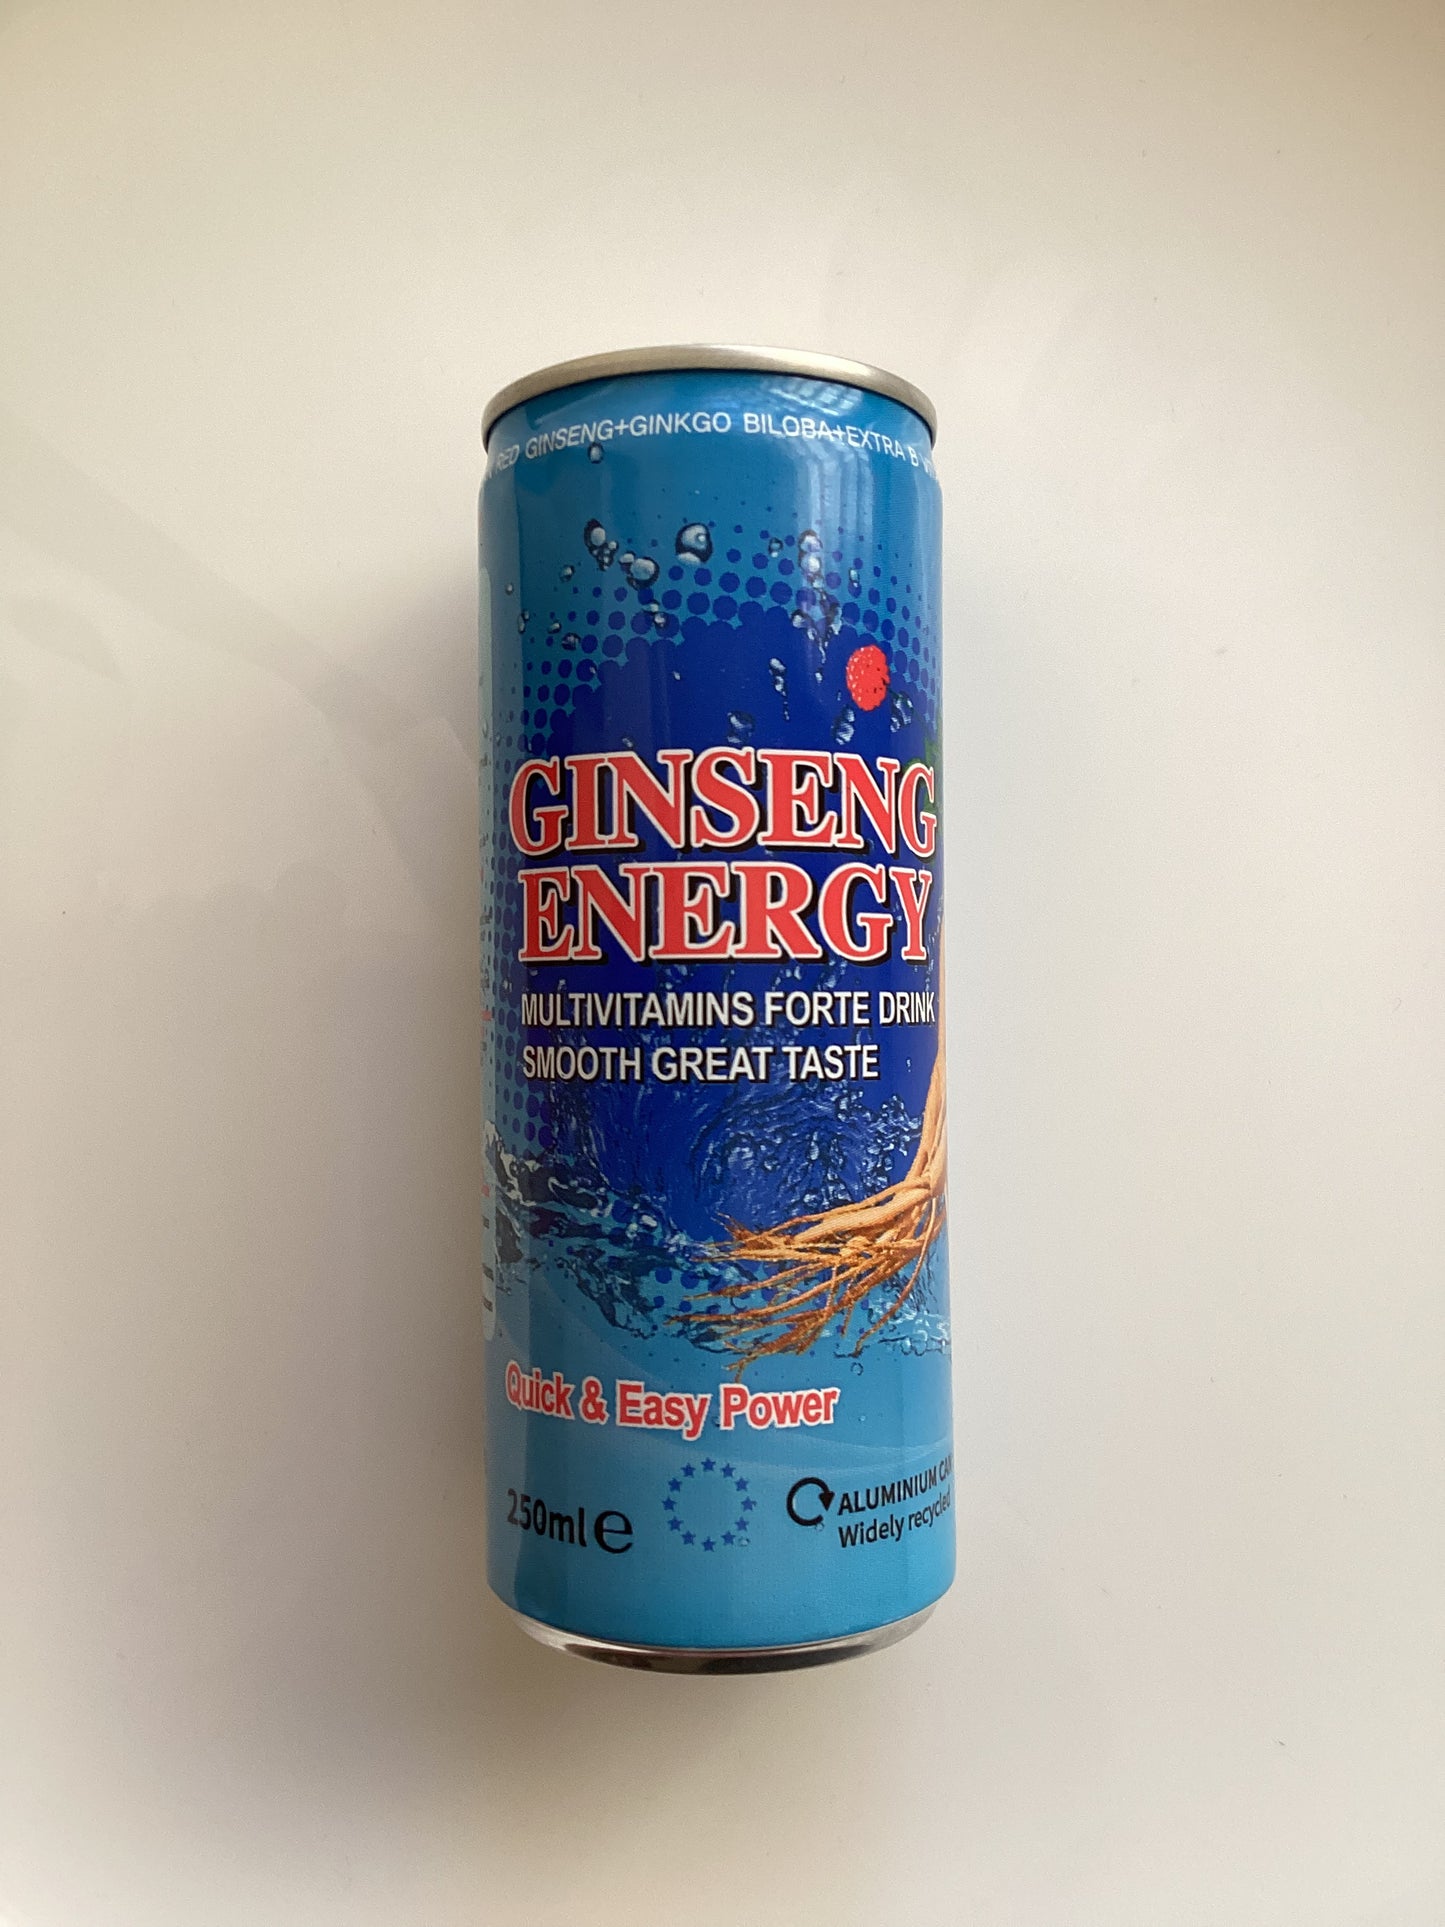 RED GINSENG+GINKGO BILOBA+EXTRA B
GINSENG
ENERGY
MULTIVITAMINS FORTE DRINK
SMOOTH GREAT TASTE
Quick & Easy Power
250ml e
ALUMINIUM CAN
Widely recycled